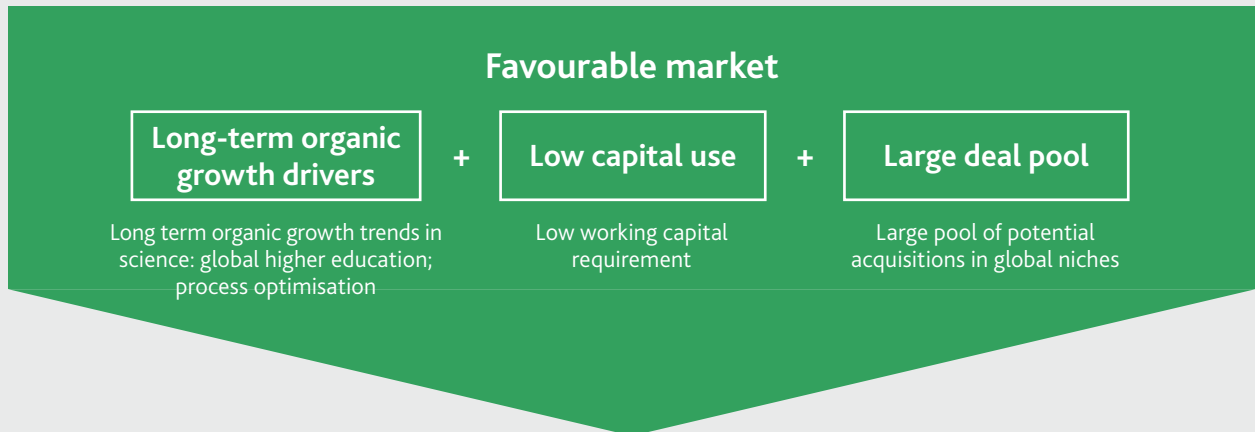 Favourable market
Long-term organic
growth drivers
+
Low capital use
+
Large deal pool
Long term organic growth trends in
science: global higher education;
process optimisation
Low working capital
requirement
Large pool of potential
acquisitions in global niches